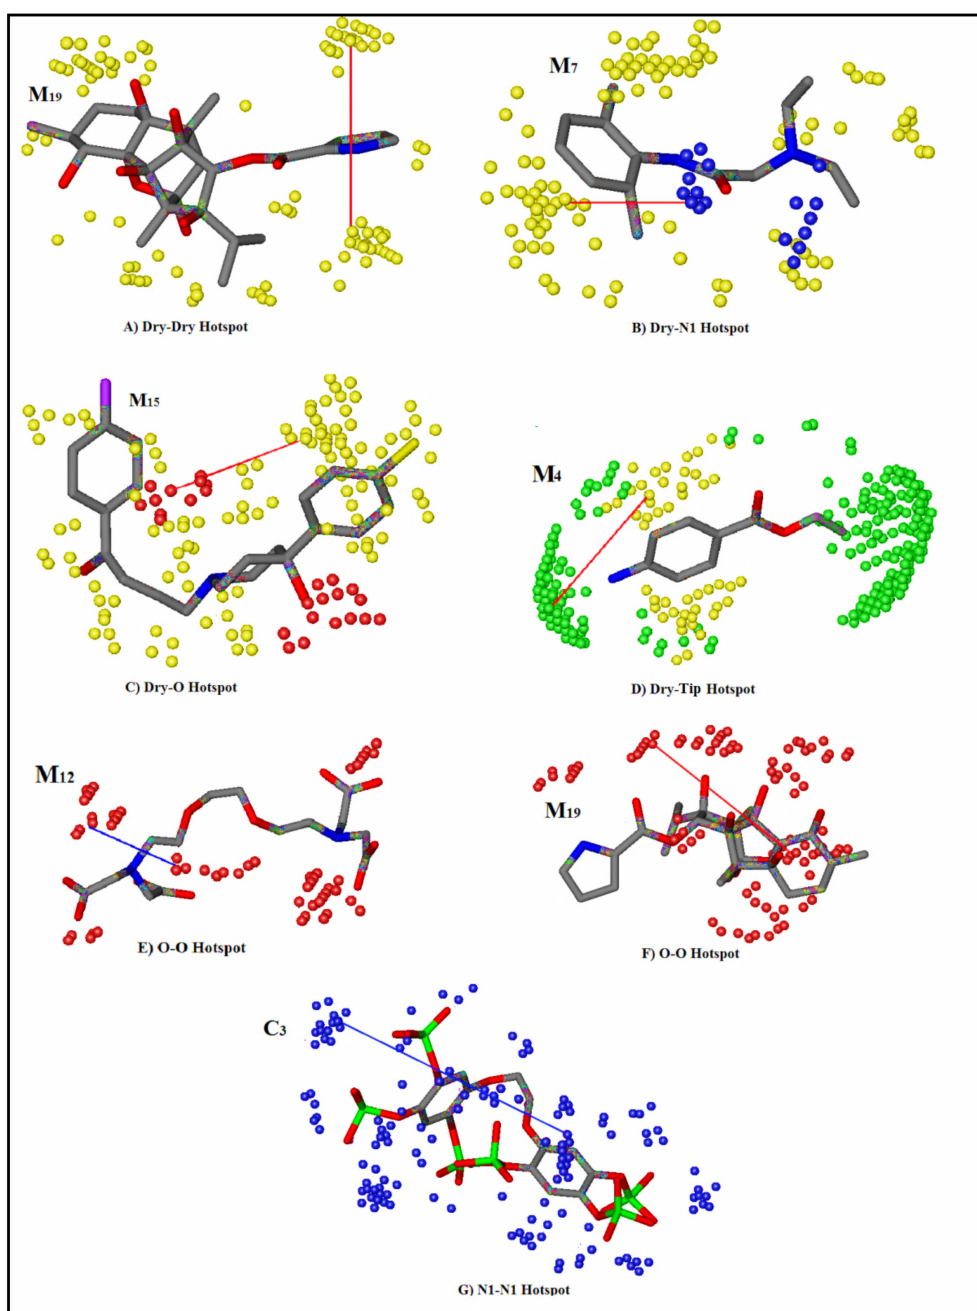 M19
M7
A) Dry-Dry Hotspot
B) Dry-N1 Hotspot
M15
M4
C) Dry-O Hotspot
D) Dry-Tip Hotspot
M12
M19
E) O-O Hotspot
F) O-O Hotspot
C3
G) N1-N1 Hotspot